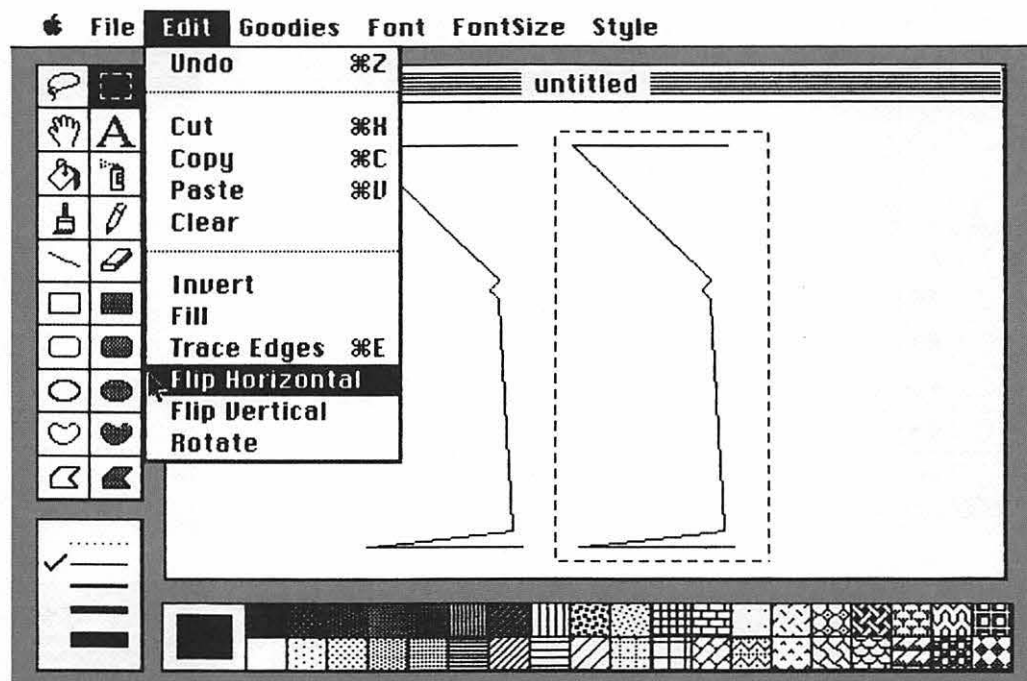 File Edit Goodies Font FontSize Style
untitled
Undo ⌘Z
Cut ⌘X
Copy ⌘C
Paste ⌘V
Clear
Invert
Fill
Trace Edges ⌘E
Flip Horizontal
Flip Vertical
Rotate
A